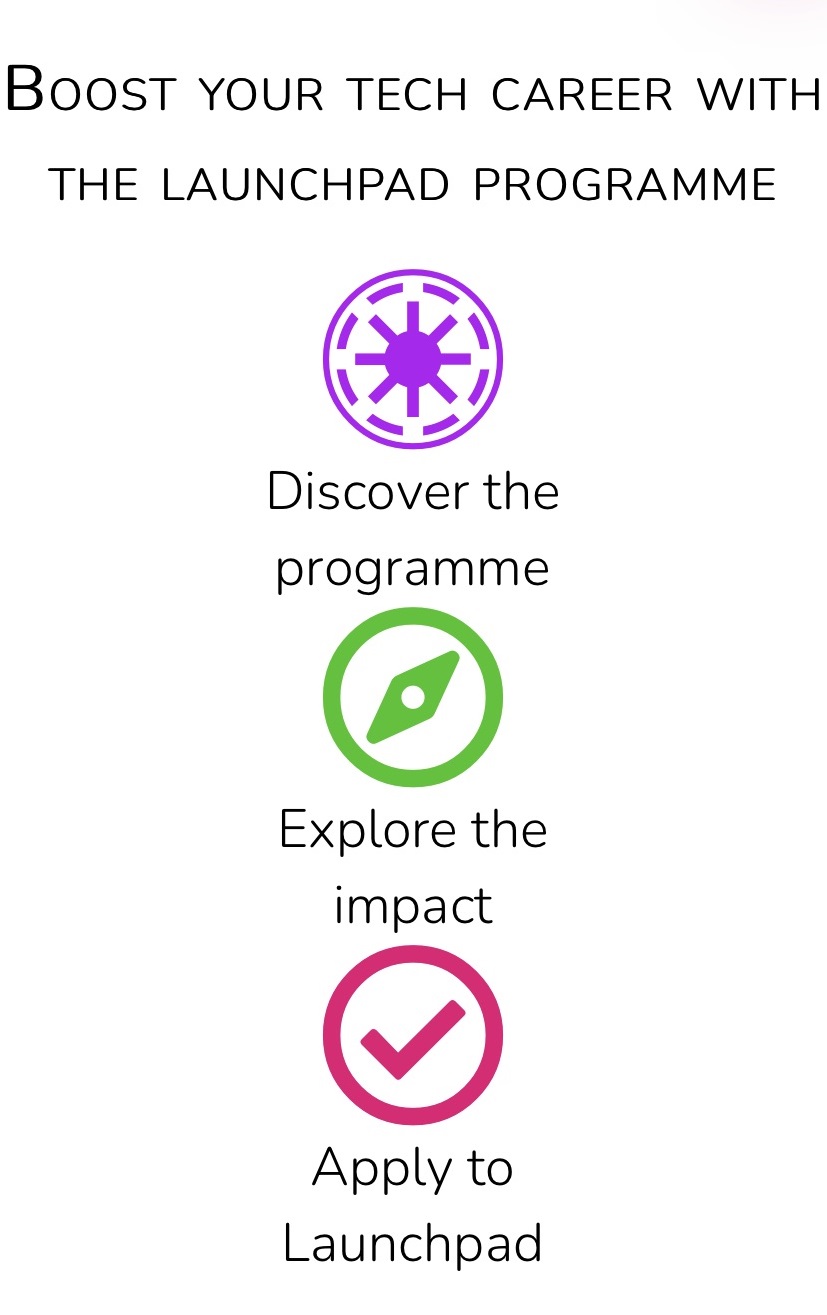 Boost your tech career with
the launchpad programme
Discover the
programme
Explore the
impact
Apply to
Launchpad